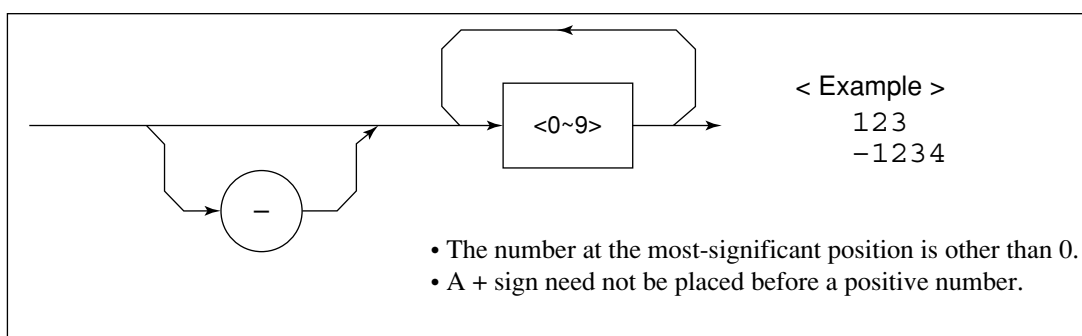 <0~9>
–
< Example >
123
–1234
• The number at the most-significant position is other than 0.
• A + sign need not be placed before a positive number.